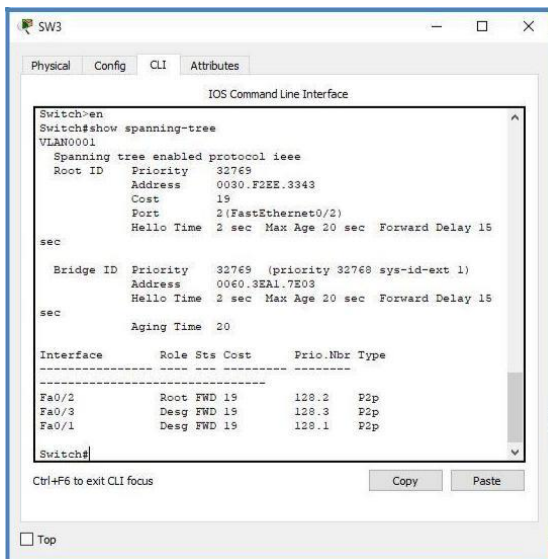 SW3
Physical Config CLI Attributes
IOS Command Line Interface
Switch>en
Switch#show spanning-tree
VLAN0001
  Spanning tree enabled protocol ieee
  Root ID    Priority    32769
             Address     0030.F2EE.3343
             Cost        19
             Port        2(FastEthernet0/2)
             Hello Time  2 sec  Max Age 20 sec  Forward Delay 15
sec
  Bridge ID  Priority    32769  (priority 32768 sys-id-ext 1)
             Address     0060.3EA1.7E03
             Hello Time  2 sec  Max Age 20 sec  Forward Delay 15
sec
             Aging Time  20
Interface        Role Sts Cost      Prio.Nbr Type
---------------- ---- --- --------- --------
--------------------------------
Fa0/2            Root FWD 19        128.2    P2p
Fa0/3            Desg FWD 19        128.3    P2p
Fa0/1            Desg FWD 19        128.1    P2p
Switch#
Ctrl+F6 to exit CLI focus
Copy Paste
Top